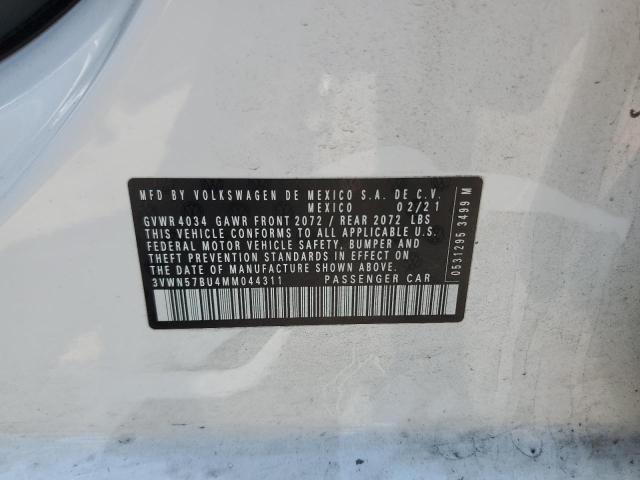 MFD BY VOLKSWAGEN DE MEXICO S.A. DE C.V.
MEXICO 02/21
GVWR 4034 GAWR FRONT 2072 / REAR 2072 LBS
THIS VEHICLE CONFORMS TO ALL APPLICABLE U.S.
FEDERAL MOTOR VEHICLE SAFETY, BUMPER AND
THEFT PREVENTION STANDARDS IN EFFECT ON
THE DATE OF MANUFACTURE SHOWN ABOVE.
3VWN57BU4MM044311 PASSENGER CAR
0531295 3499 M